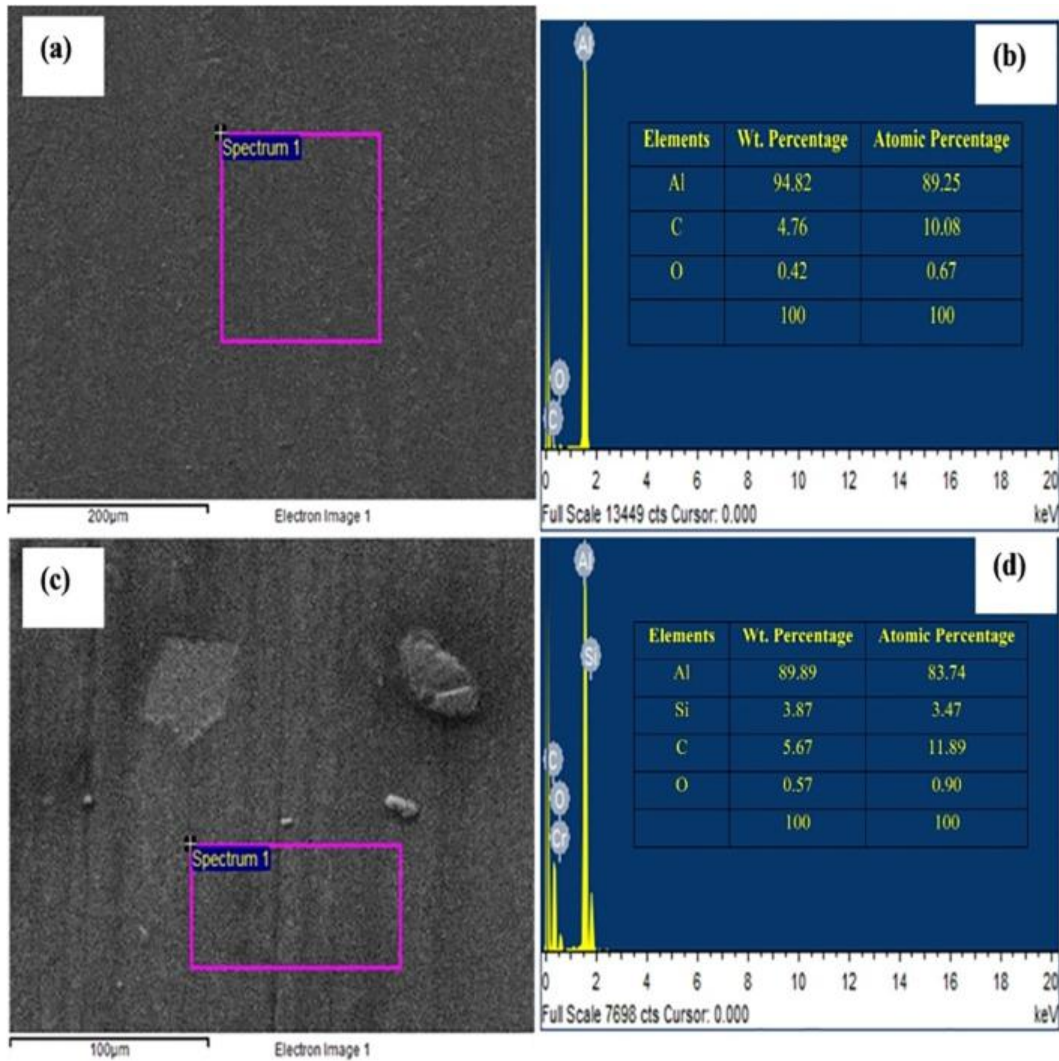 (a)
Spectrum 1
200µm
Electron Image 1
(b)
Al
Elements Wt. Percentage Atomic Percentage
Al 94.82 89.25
C 4.76 10.08
O 0.42 0.67
100 100
O
C
0 2 4 6 8 10 12 14 16 18 20
Full Scale 13449 cts Cursor: 0.000 keV
(c)
Spectrum 1
100µm
Electron Image 1
(d)
Al
Si
Elements Wt. Percentage Atomic Percentage
Al 89.89 83.74
Si 3.87 3.47
C 5.67 11.89
O 0.57 0.90
100 100
C
O
Cr
0 2 4 6 8 10 12 14 16 18 20
Full Scale 7698 cts Cursor: 0.000 keV